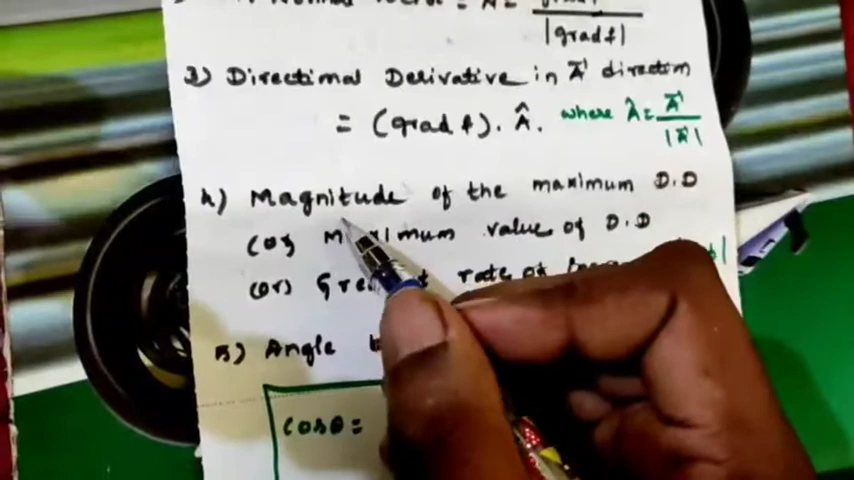 = 
|grad f|
3) Directional Derivative in A direction
= (grad f) . Â. where Â = A / |A|
4) Magnitude of the maximum D.D
(or) Maximum value of D.D
(or) rate of
5) Angle
cosθ =